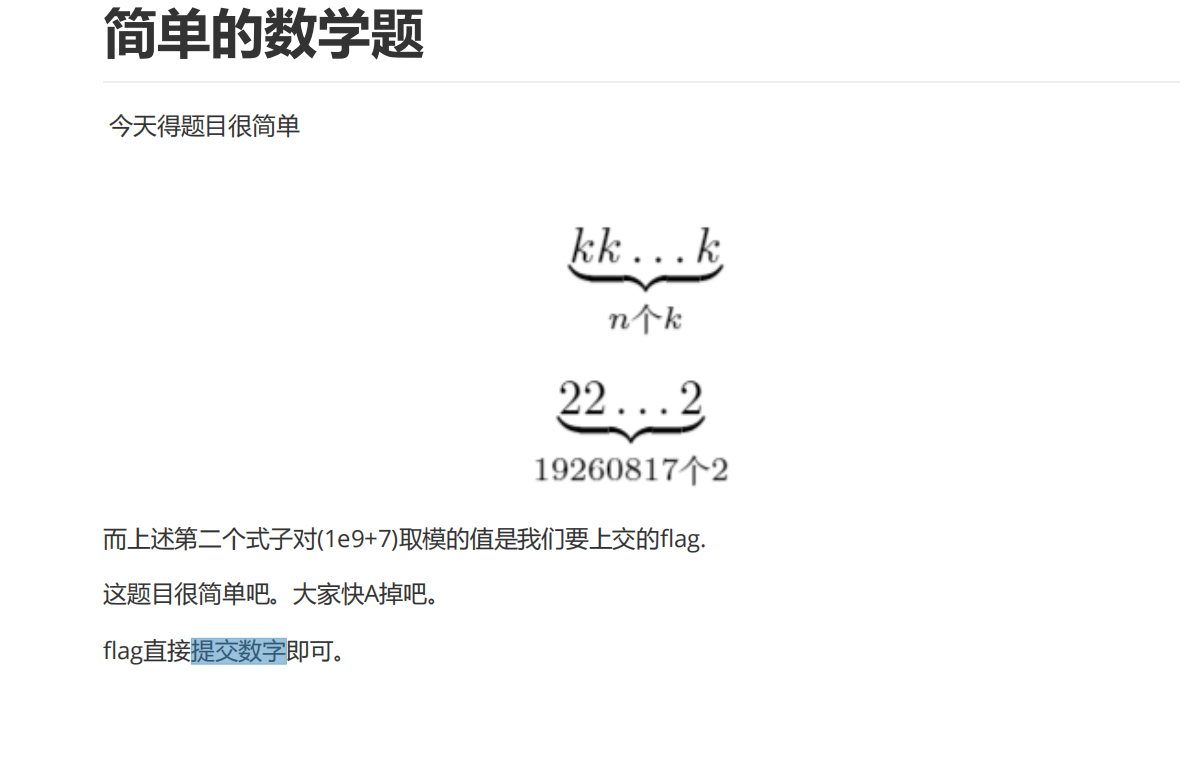 简单的数学题
今天得题目很简单
kk...k
n个k
22...2
19260817个2
而上述第二个式子对(1e9+7)取模的值是我们要上交的flag.
这题目很简单吧。大家快A掉吧。
flag直接提交数字即可。